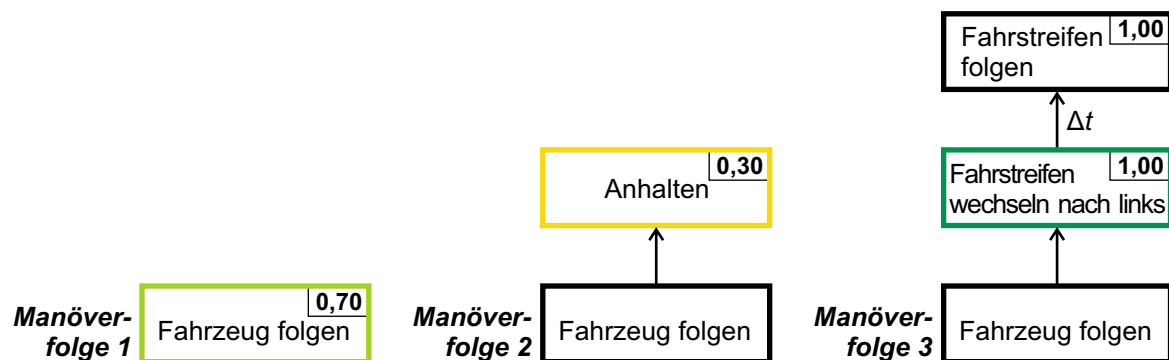 Fahrstreifen 1,00
folgen
Δt
0,30
Anhalten
Fahrstreifen 1,00
wechseln nach links
Manöver-
folge 1
0,70
Fahrzeug folgen
Manöver-
folge 2
Fahrzeug folgen
Manöver-
folge 3
Fahrzeug folgen